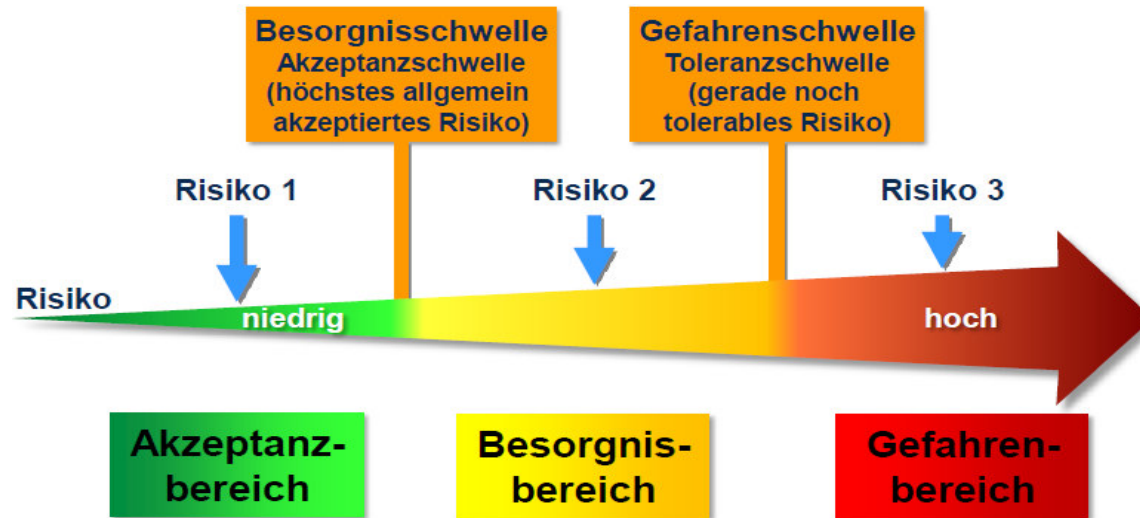 Besorgnisschwelle
Akzeptanzschwelle
(höchstes allgemein
akzeptiertes Risiko)
Gefahrenschwelle
Toleranzschwelle
(gerade noch
tolerables Risiko)
Risiko 1
Risiko 2
Risiko 3
Risiko
niedrig
hoch
Akzeptanz-
bereich
Besorgnis-
bereich
Gefahren-
bereich